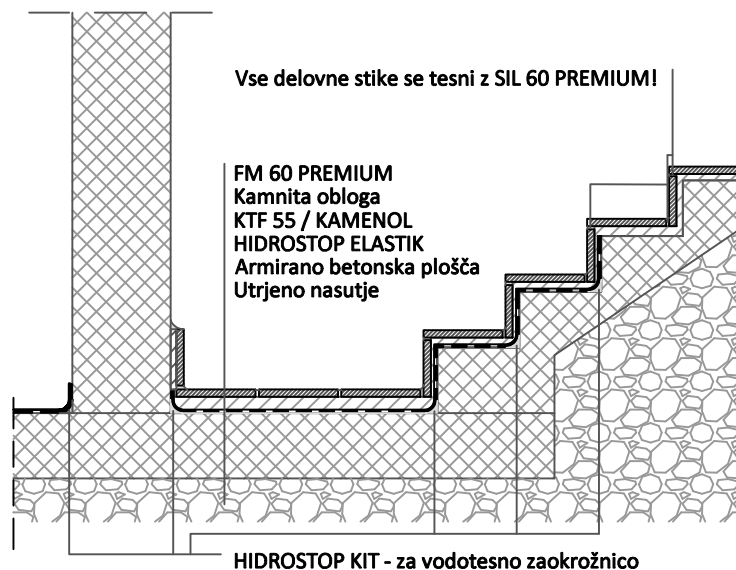 Vse delovne stike se tesni z SIL 60 PREMIUM!
FM 60 PREMIUM
Kamnita obloga
KTF 55 / KAMENOL
HIDROSTOP ELASTIK
Armirano betonska plošča
Utrjeno nasutje
HIDROSTOP KIT - za vodotesno zaokrožnico